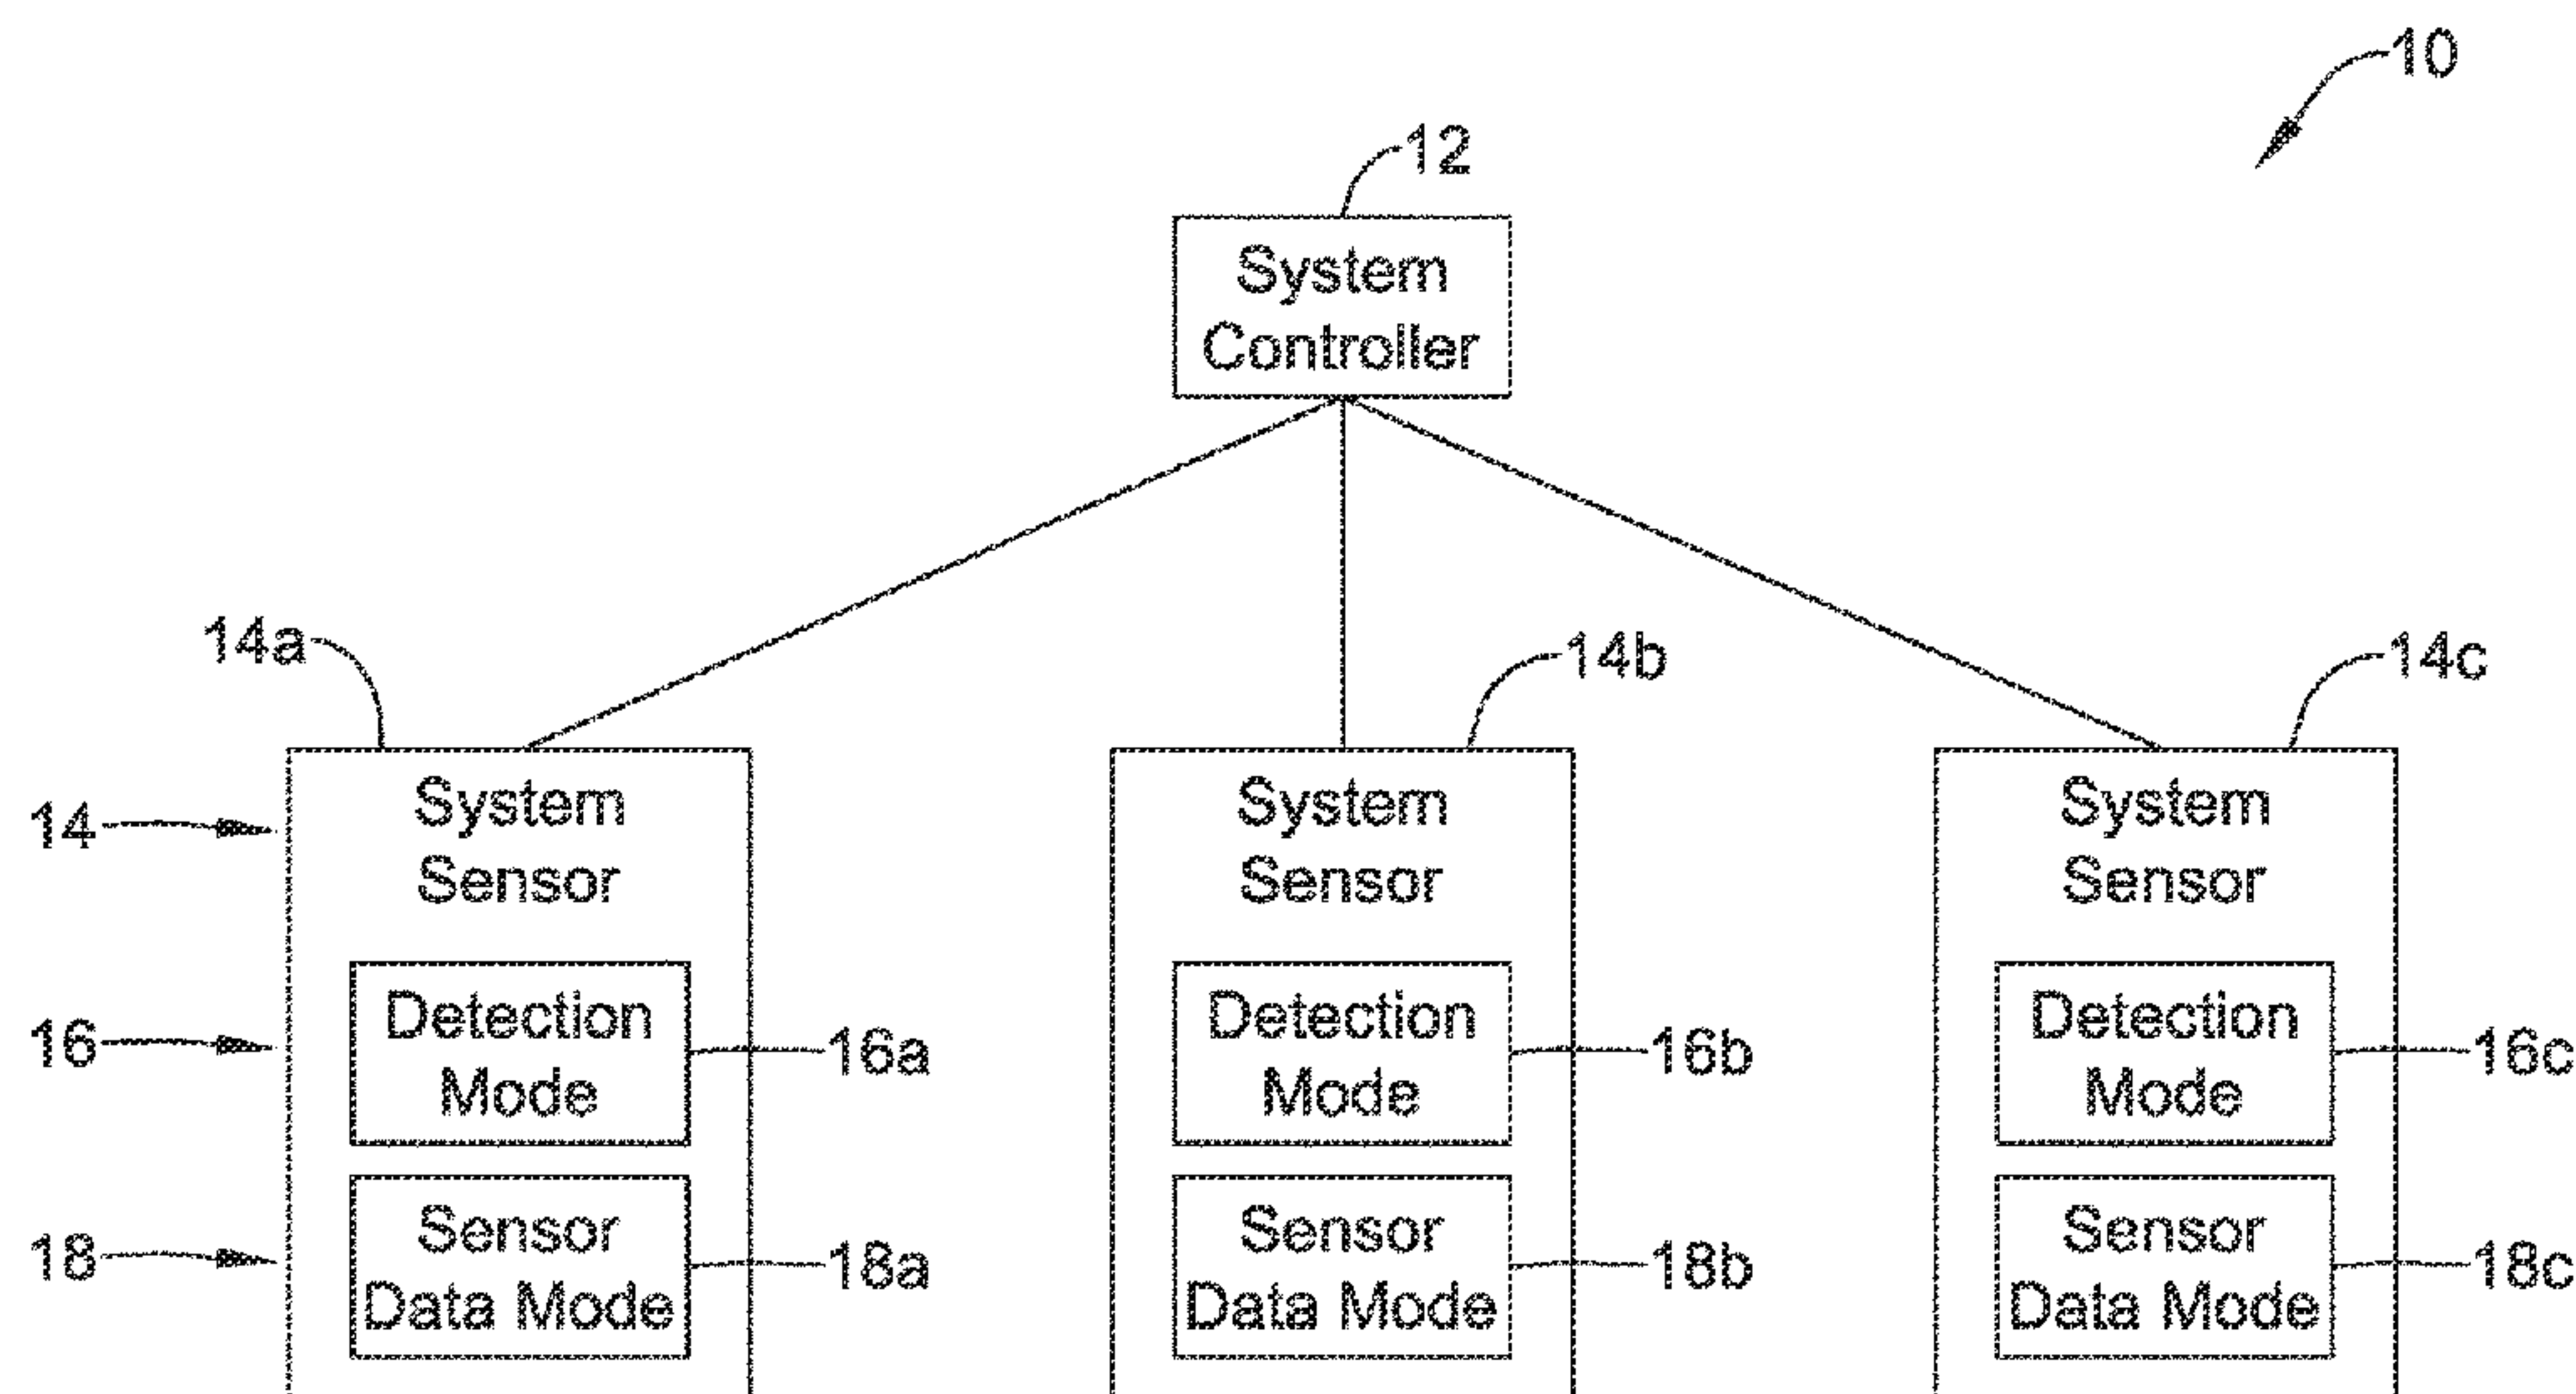 10
12
System
Controller
14a
14b
14c
14
System
Sensor
System
Sensor
System
Sensor
16
Detection
Mode
16a
Detection
Mode
16b
Detection
Mode
16c
18
Sensor
Data Mode
18a
Sensor
Data Mode
18b
Sensor
Data Mode
18c